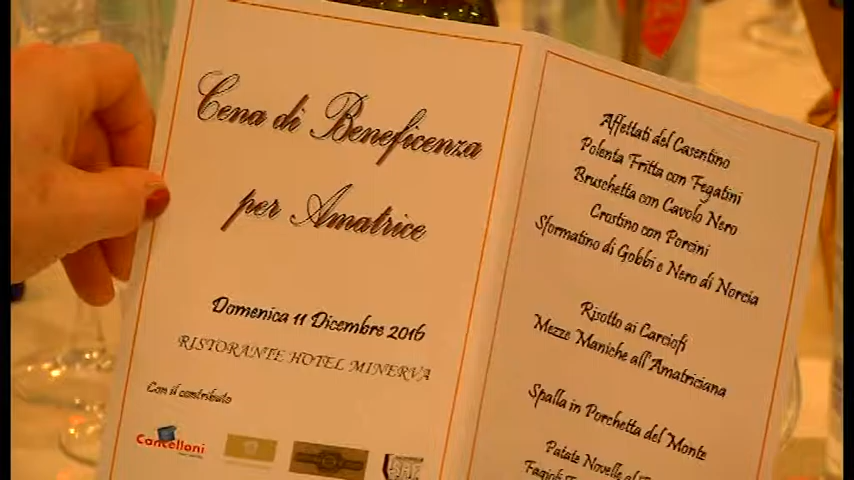 Cena di Beneficenza
per Amatrice
Domenica 11 Dicembre 2016
RISTORANTE HOTEL MINERVA
Con il contributo
Cancelloni
Affettati del Casentino
Polenta Fritta con Fegatini
Bruschetta con Cavolo Nero
Crostino con Porcini
Sformatino di Gobbi e Nero di Norcia
Risotto ai Carciofi
Mezze Maniche all'Amatriciana
Spalla in Porchetta del Monte
Patate Novelle al
Fagioli